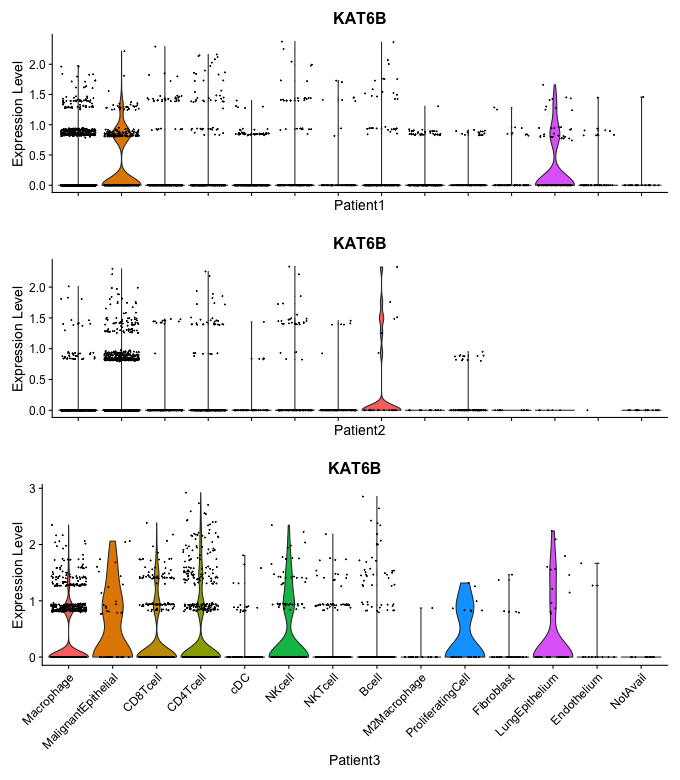 KAT6B
Expression Level
2.0
1.5
1.0
0.5
0.0
Patient1
KAT6B
Expression Level
2.0
1.5
1.0
0.5
0.0
Patient2
KAT6B
Expression Level
3
2
1
0
Macrophage
MalignantEpithelial
CD8Tcell
CD4Tcell
cDC
NKcell
NKTcell
Bcell
M2Macrophage
ProliferatingCell
Fibroblast
LungEpithelium
Endothelium
NotAvail
Patient3